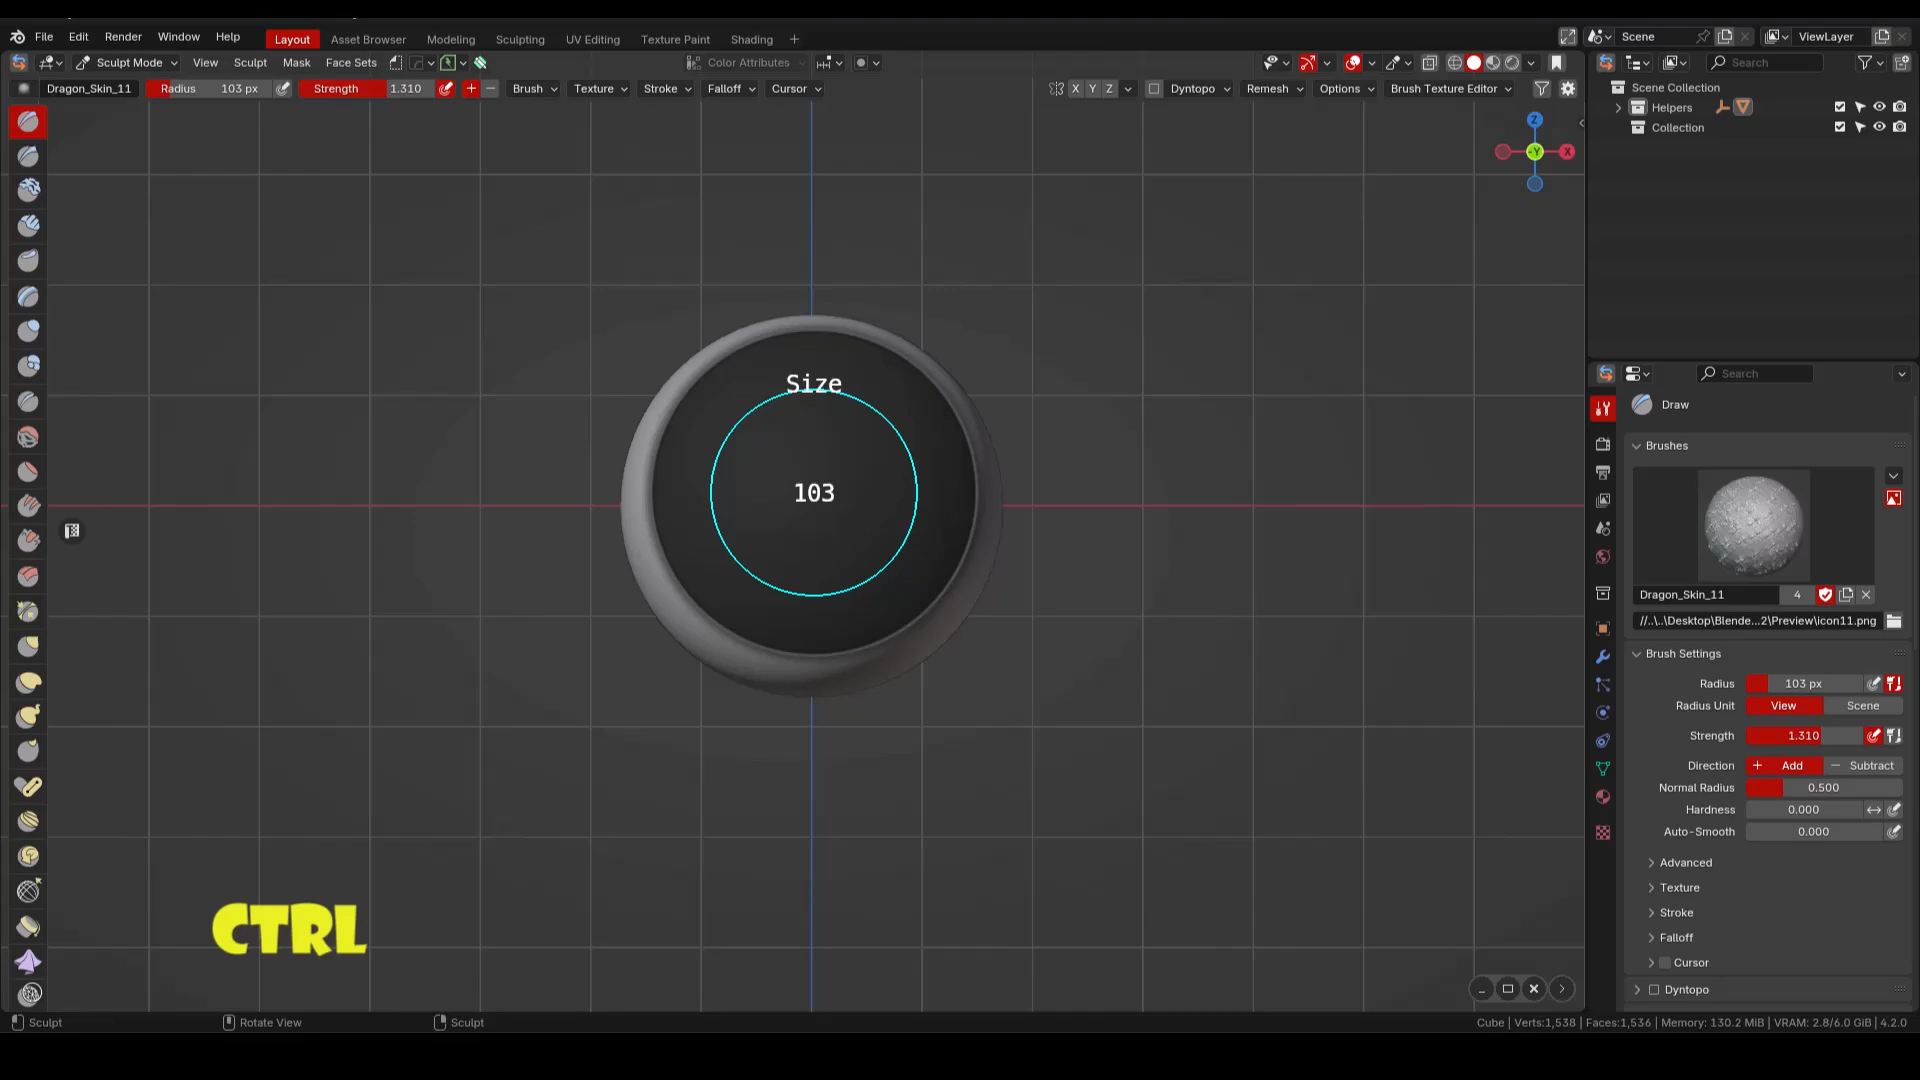 File Edit Render Window Help Layout Asset Browser Modeling Sculpting UV Editing Texture Paint Shading + Scene ViewLayer
Sculpt Mode View Sculpt Mask Face Sets Color Attributes Search
Dragon_Skin_11 Radius 103 px Strength 1.310 Brush Texture Stroke Falloff Cursor X Y Z Dyntopo Remesh Options Brush Texture Editor
Scene Collection
Helpers
Collection
Z
-Y X
Size
103
CTRL
Search
Draw
Brushes
Dragon_Skin_11 4
//..\..\Desktop\Blende...2\Preview\icon11.png
Brush Settings
Radius 103 px
Radius Unit View Scene
Strength 1.310
Direction + Add − Subtract
Normal Radius 0.500
Hardness 0.000
Auto-Smooth 0.000
Advanced
Texture
Stroke
Falloff
Cursor
Dyntopo
Sculpt Rotate View Sculpt Cube | Verts:1,538 | Faces:1,536 | Memory: 130.2 MiB | VRAM: 2.8/6.0 GiB | 4.2.0